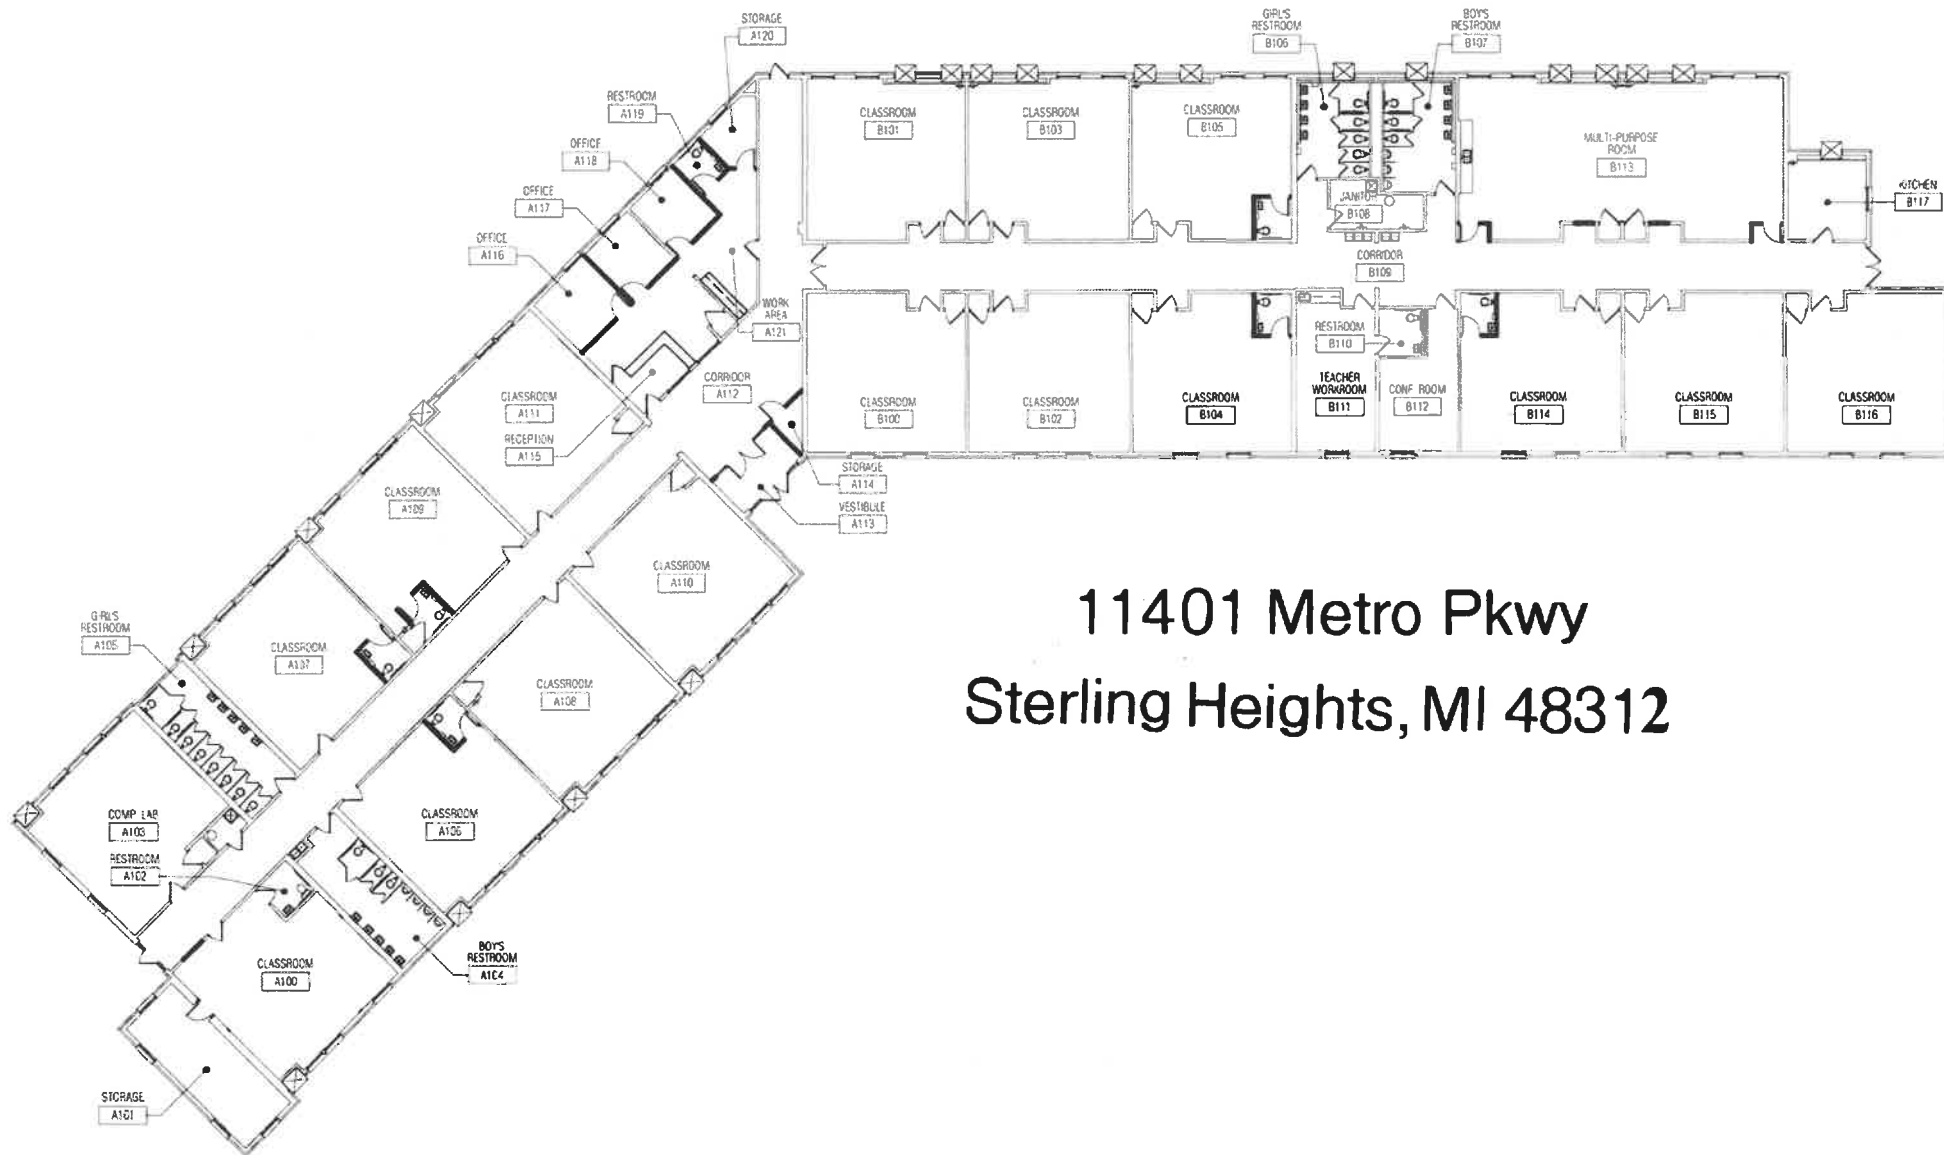 STORAGE
A120
GIRL'S
RESTROOM
B106
BOY'S
RESTROOM
B107
RESTROOM
A119
OFFICE
A118
OFFICE
A117
OFFICE
A116
CLASSROOM
B101
CLASSROOM
B103
CLASSROOM
B105
MULTI-PURPOSE
ROOM
B113
KITCHEN
B117
JANITOR
B108
CORRIDOR
B109
WORK
AREA
A121
RESTROOM
B110
CORRIDOR
A112
CLASSROOM
A111
RECEPTION
A115
CLASSROOM
B100
CLASSROOM
B102
CLASSROOM
B104
TEACHER
WORKROOM
B111
CONF ROOM
B112
CLASSROOM
B114
CLASSROOM
B115
CLASSROOM
B116
STORAGE
A114
VESTIBULE
A113
CLASSROOM
A109
CLASSROOM
A110
GIRL'S
RESTROOM
A105
CLASSROOM
A107
CLASSROOM
A108
11401 Metro Pkwy
Sterling Heights, MI 48312
COMP LAB
A103
CLASSROOM
A106
RESTROOM
A102
BOY'S
RESTROOM
A104
CLASSROOM
A100
STORAGE
A101